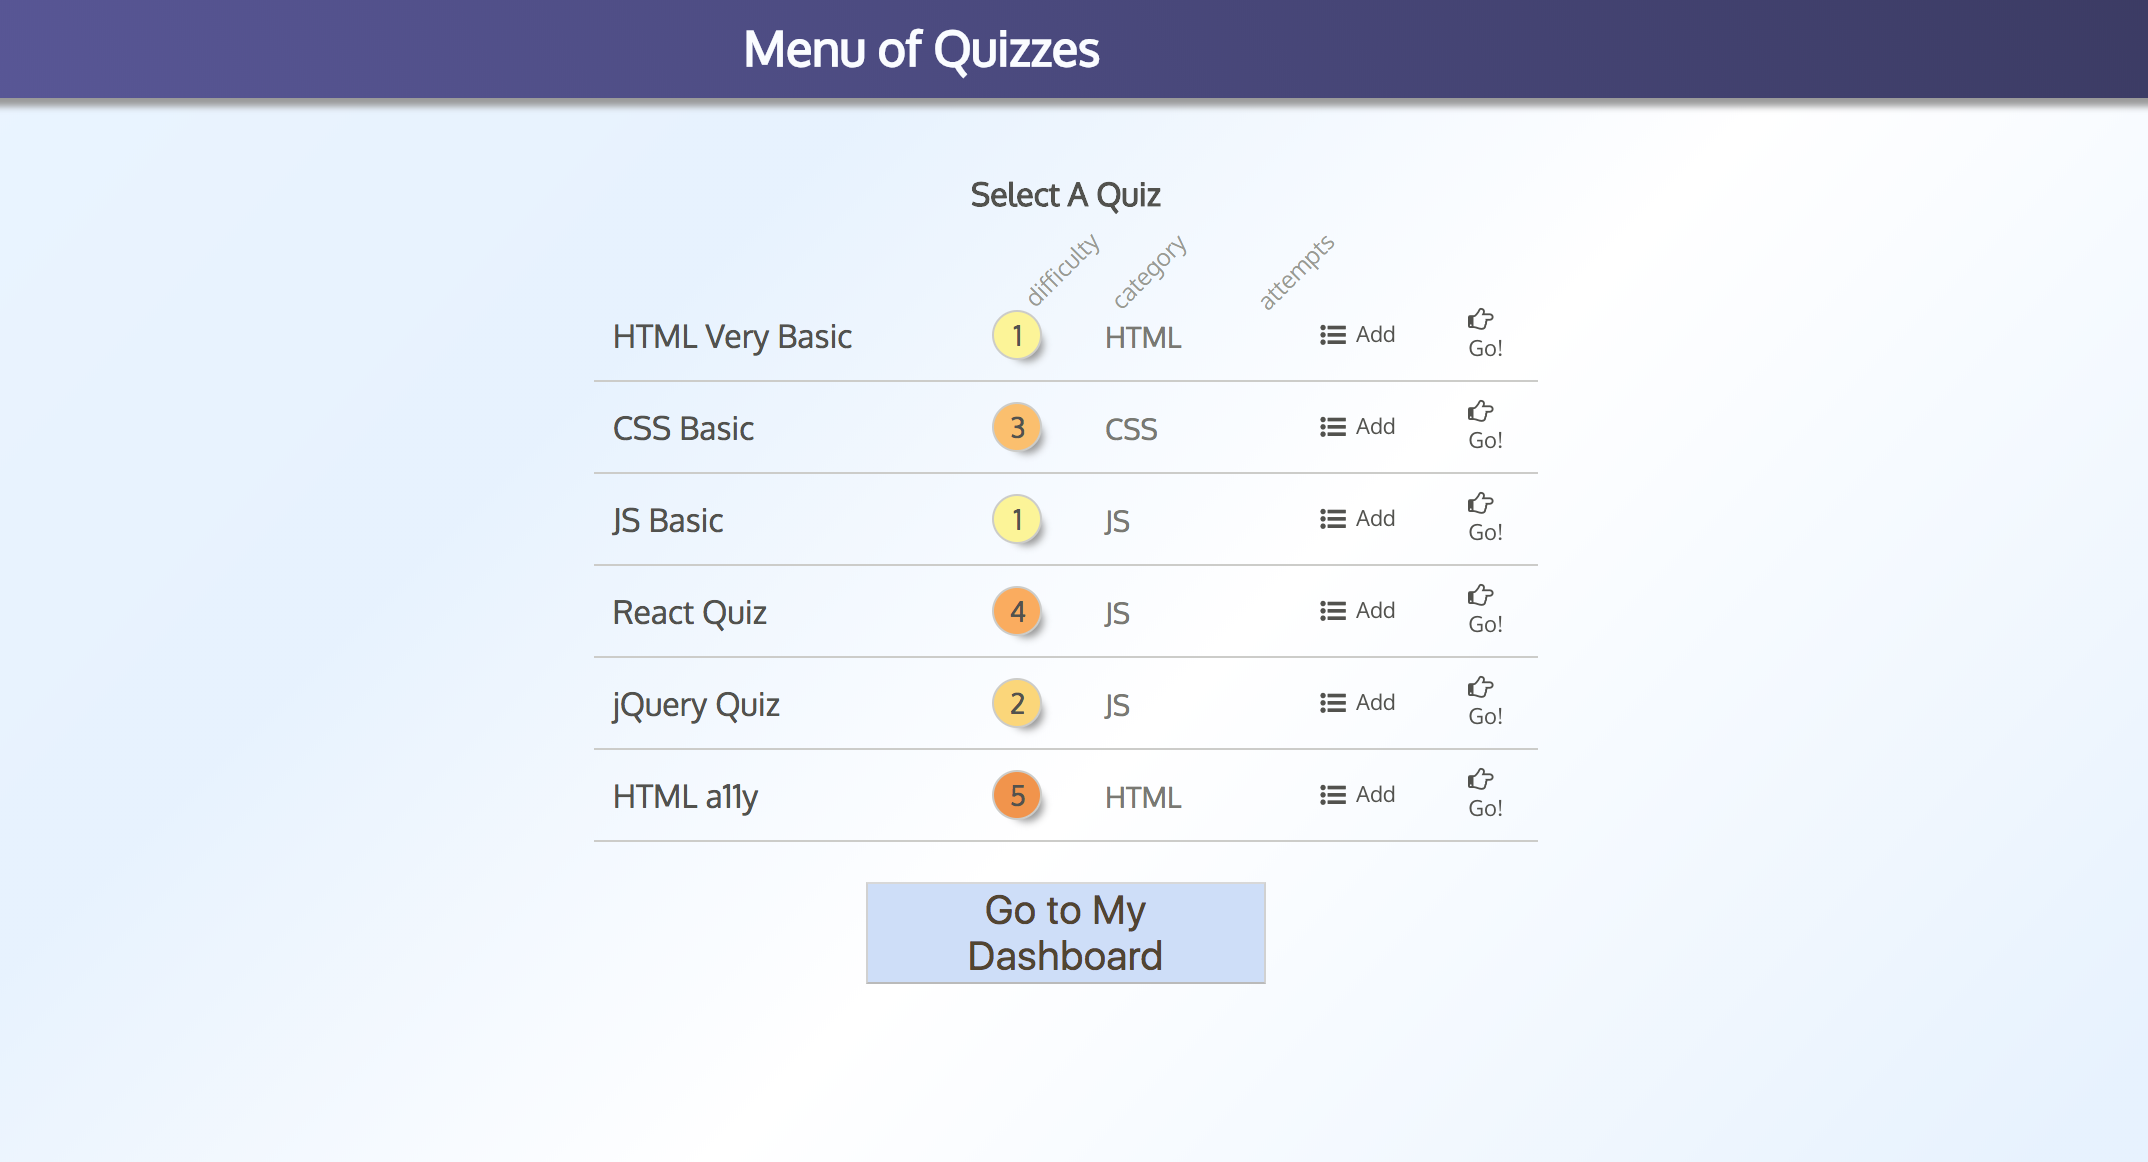 Menu of Quizzes
Select A Quiz
difficulty category attempts
HTML Very Basic 1 HTML Add Go!
CSS Basic 3 CSS Add Go!
JS Basic 1 JS Add Go!
React Quiz 4 JS Add Go!
jQuery Quiz 2 JS Add Go!
HTML a11y 5 HTML Add Go!
Go to My
Dashboard